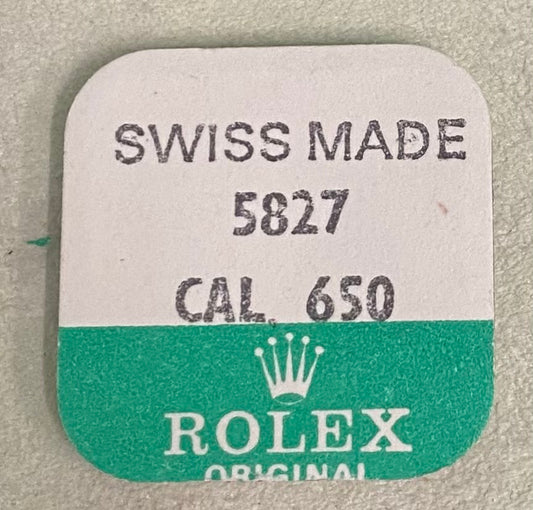 SWISS MADE
5827
CAL. 650
ROLEX
ORIGINAL